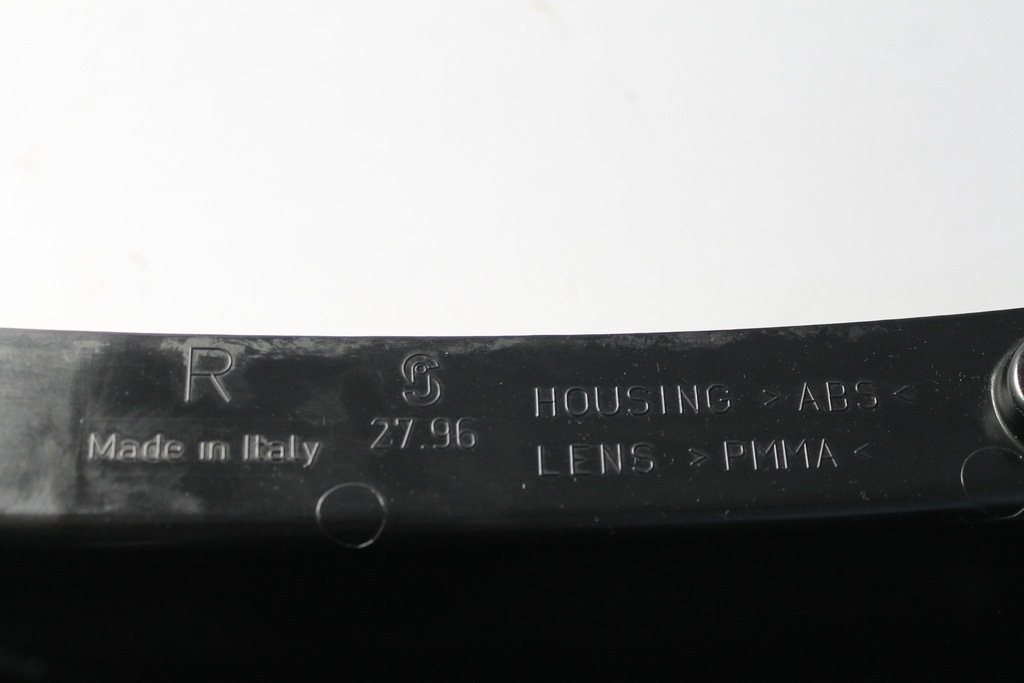 R
Made in Italy
27.96
HOUSING >ABS<
LENS >PMMA<